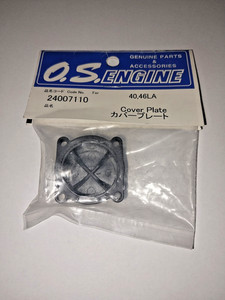 GENUINE PARTS
&
ACCESSORIES
O.S.ENGINE
品番コード Code No. For
24007110 40,46LA
品名
Cover Plate
カバープレート